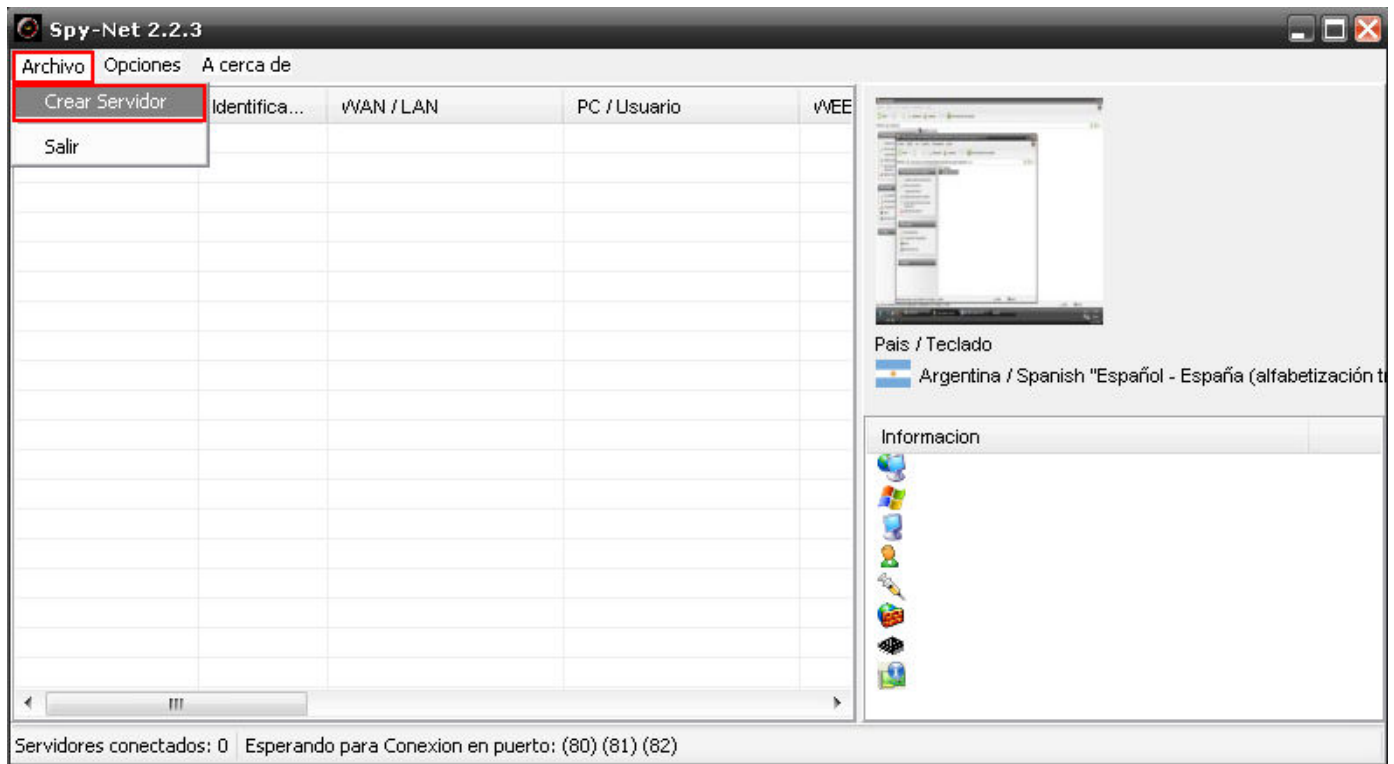 Spy-Net 2.2.3
Archivo Opciones A cerca de
Crear Servidor
Salir
Identifica... WAN / LAN PC / Usuario WEE
Pais / Teclado
Argentina / Spanish "Español - España (alfabetización t
Informacion
Servidores conectados: 0 Esperando para Conexion en puerto: (80) (81) (82)